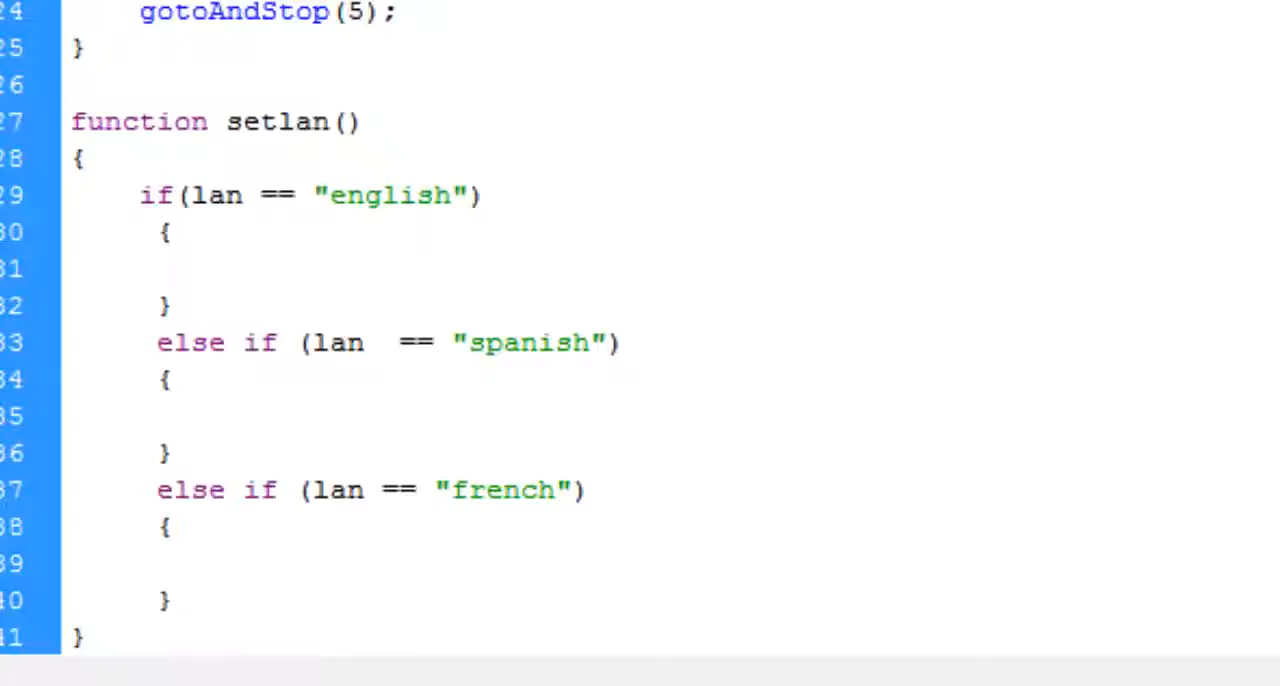 24 gotoAndStop(5);
25 }
26
27 function setlan()
28 {
29 if(lan == "english")
30 {
31
32 }
33 else if (lan  == "spanish")
34 {
35
36 }
37 else if (lan == "french")
38 {
39
40 }
41 }